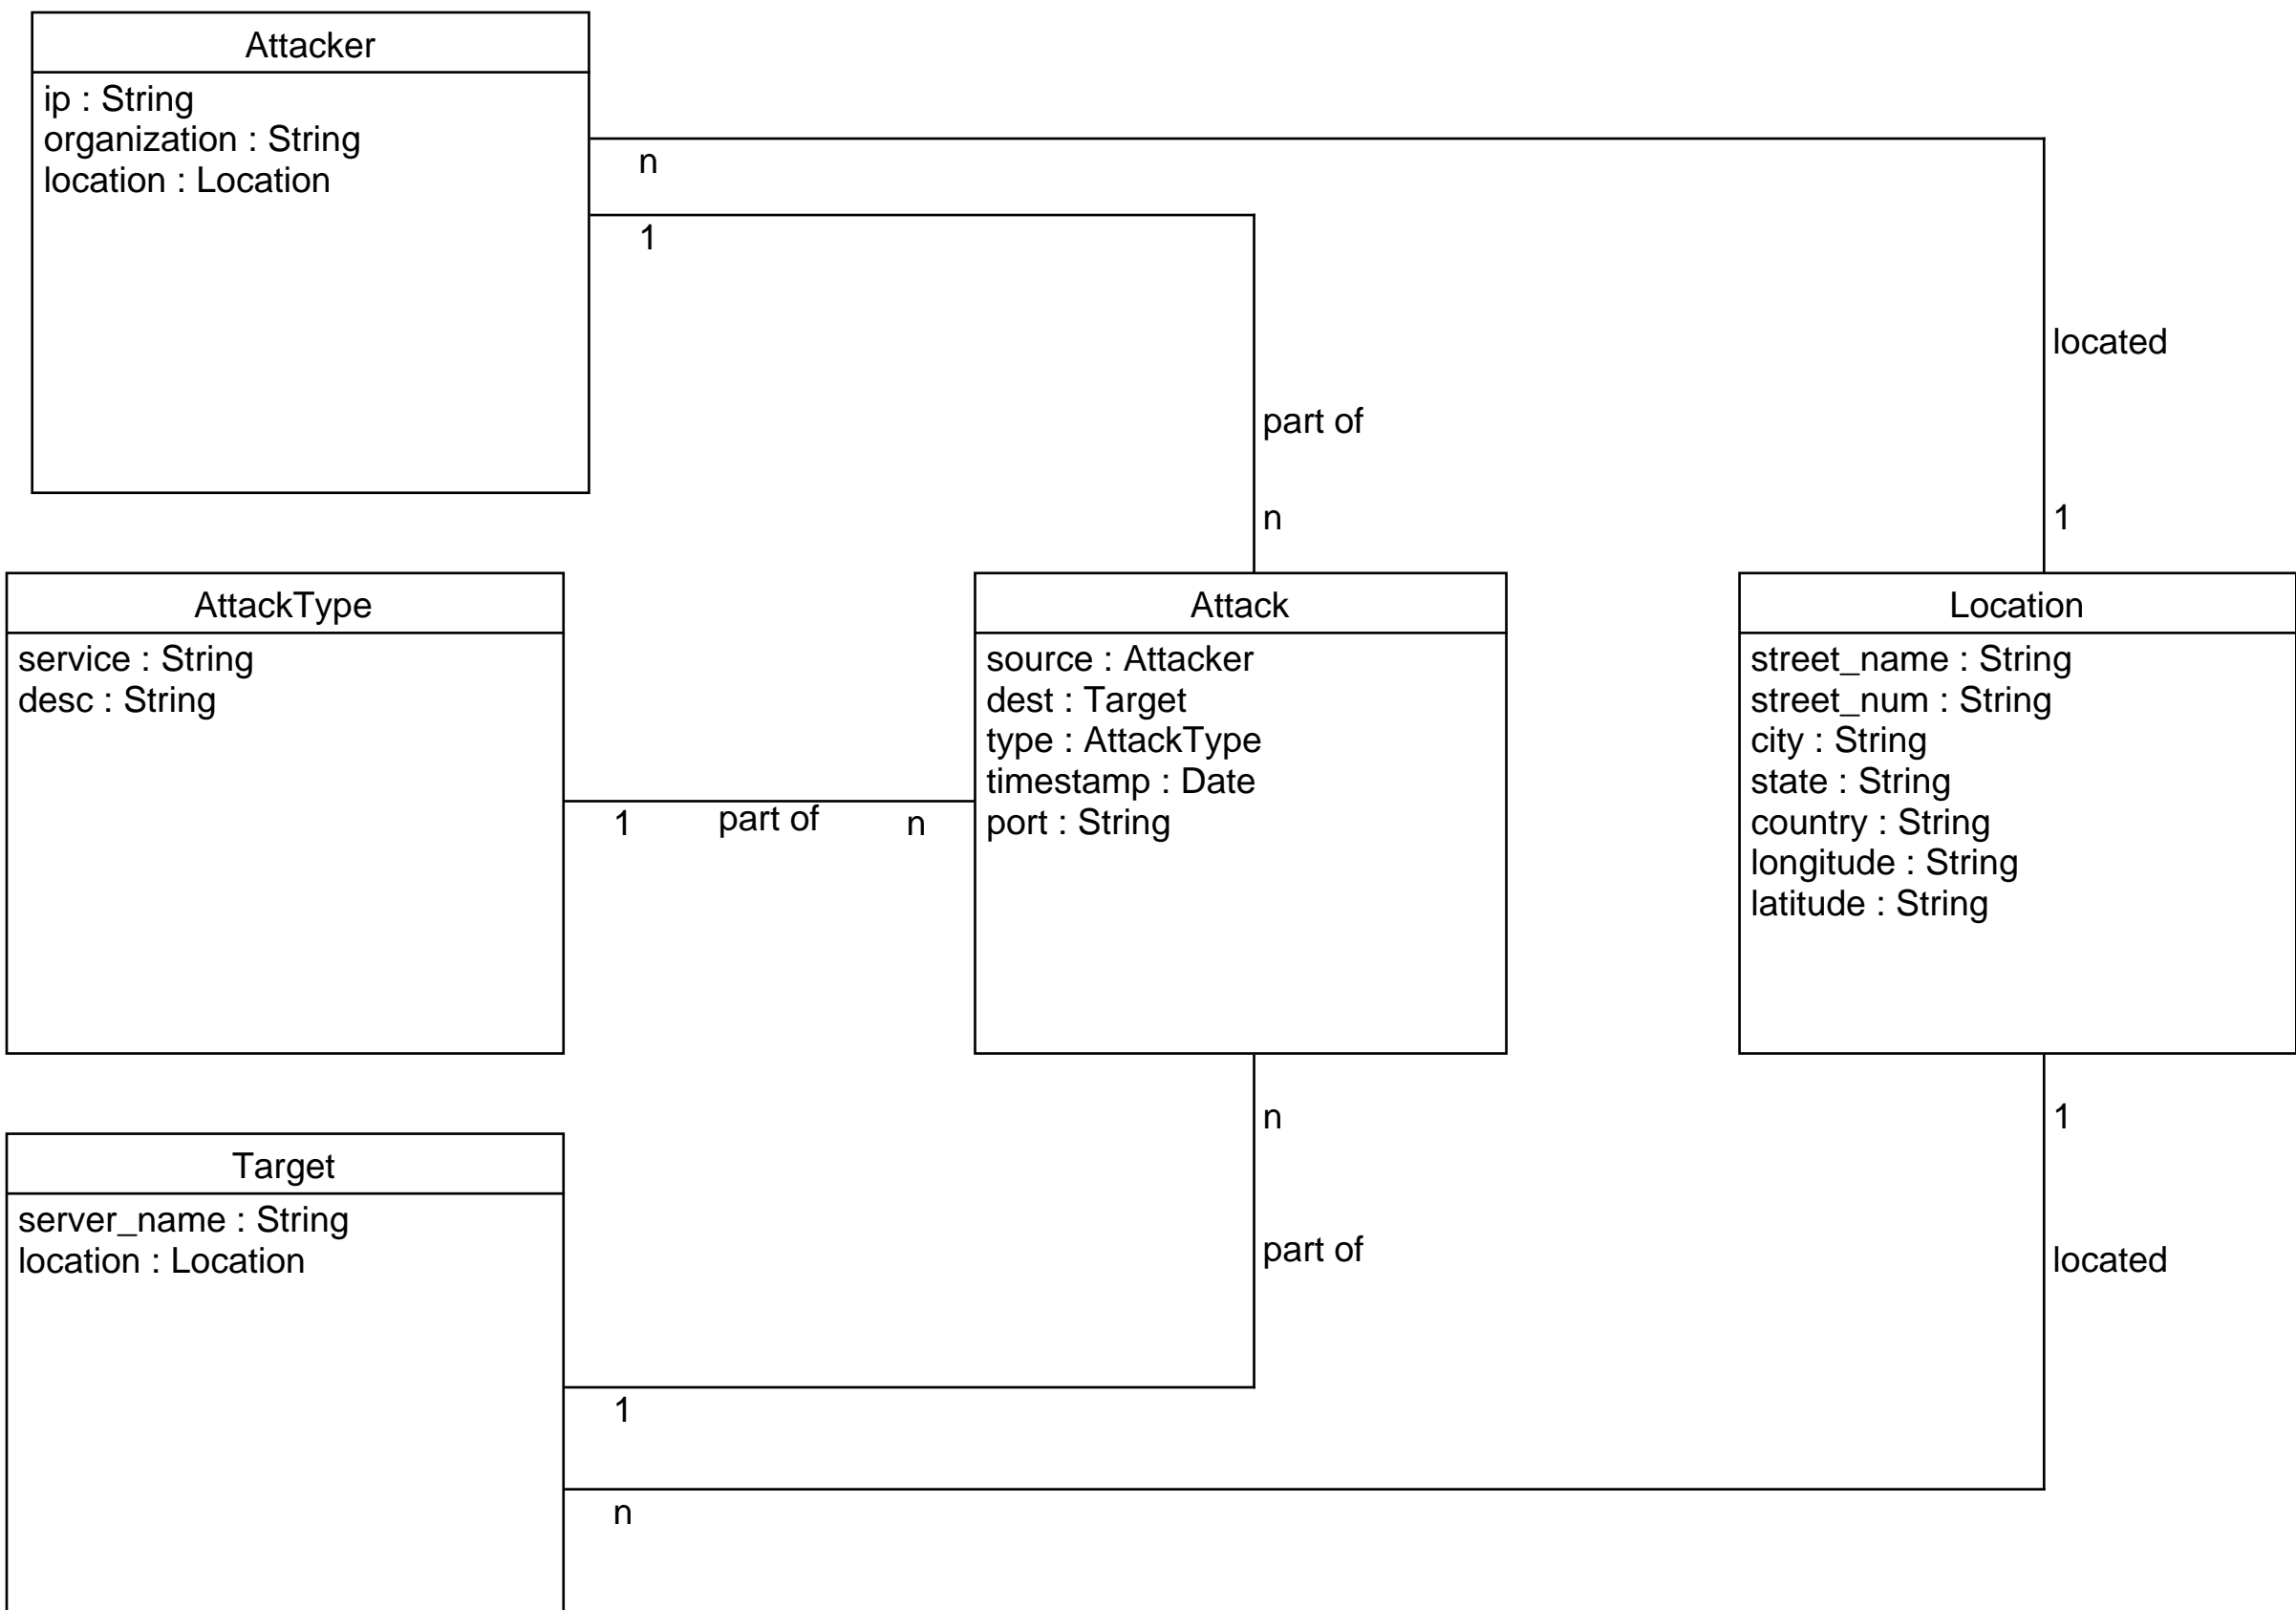 Attacker
ip : String
organization : String
location : Location
n
1
located
part of
n
1
AttackType
service : String
desc : String
1
part of
n
Attack
source : Attacker
dest : Target
type : AttackType
timestamp : Date
port : String
Location
street_name : String
street_num : String
city : String
state : String
country : String
longitude : String
latitude : String
n
1
Target
server_name : String
location : Location
part of
located
1
n